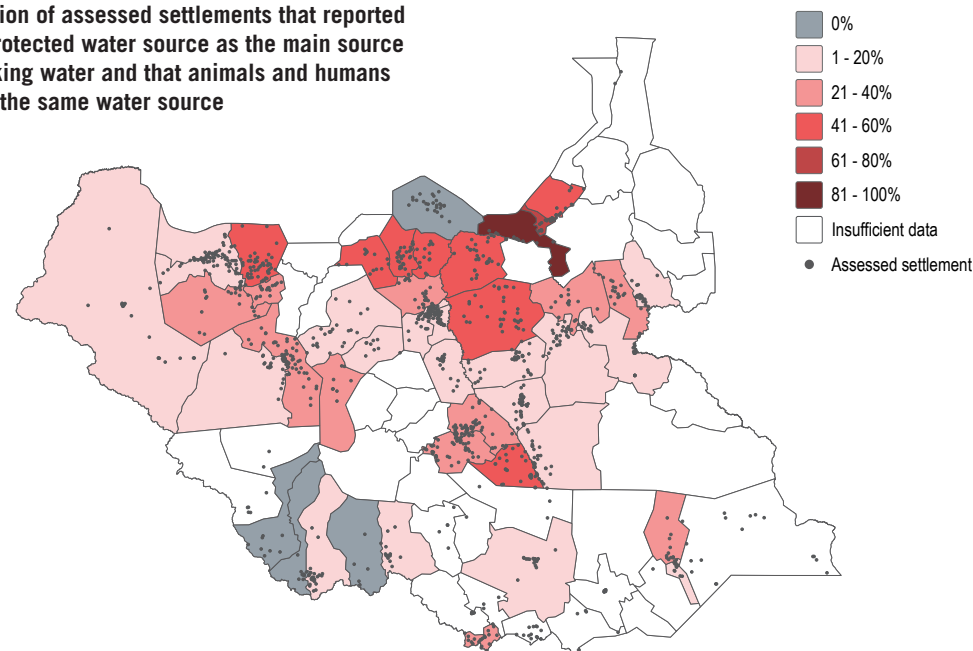 ion of assessed settlements that reported
rotected water source as the main source
king water and that animals and humans
the same water source
0%
1 - 20%
21 - 40%
41 - 60%
61 - 80%
81 - 100%
Insufficient data
Assessed settlement